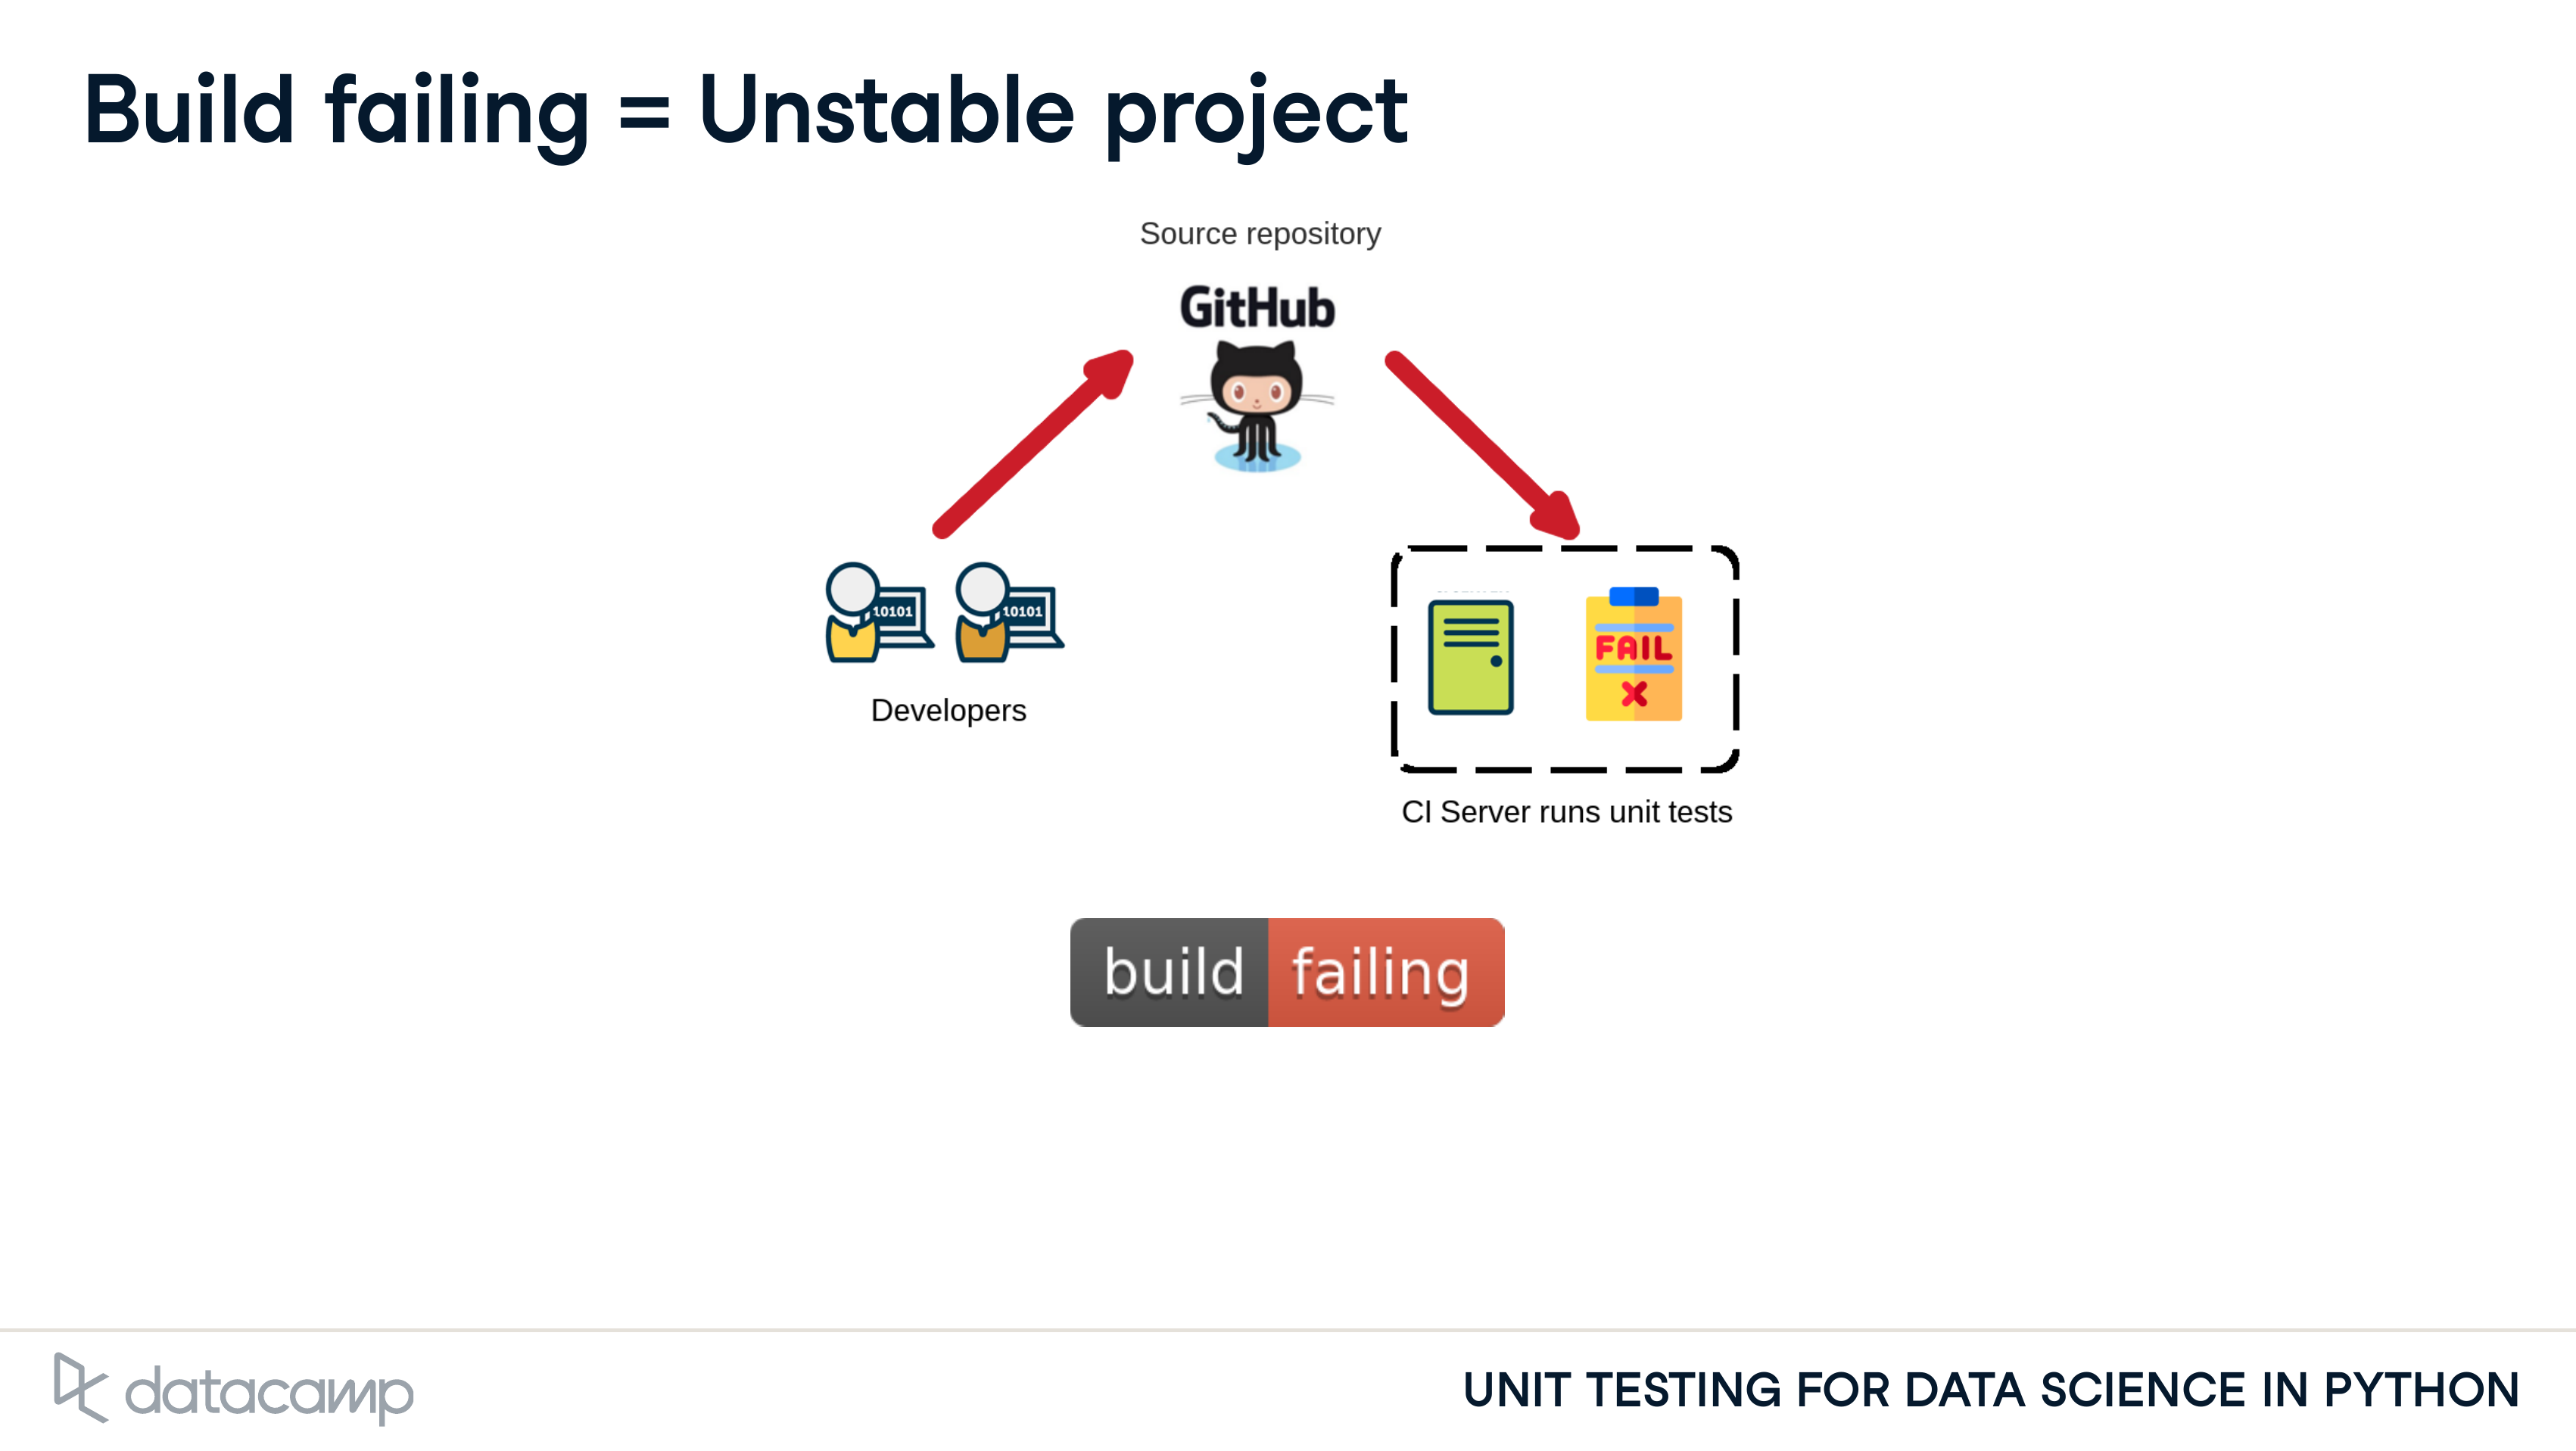 Build failing = Unstable project
Source repository
GitHub
10101
10101
Developers
FAIL
CI Server runs unit tests
build failing
datacamp
UNIT TESTING FOR DATA SCIENCE IN PYTHON